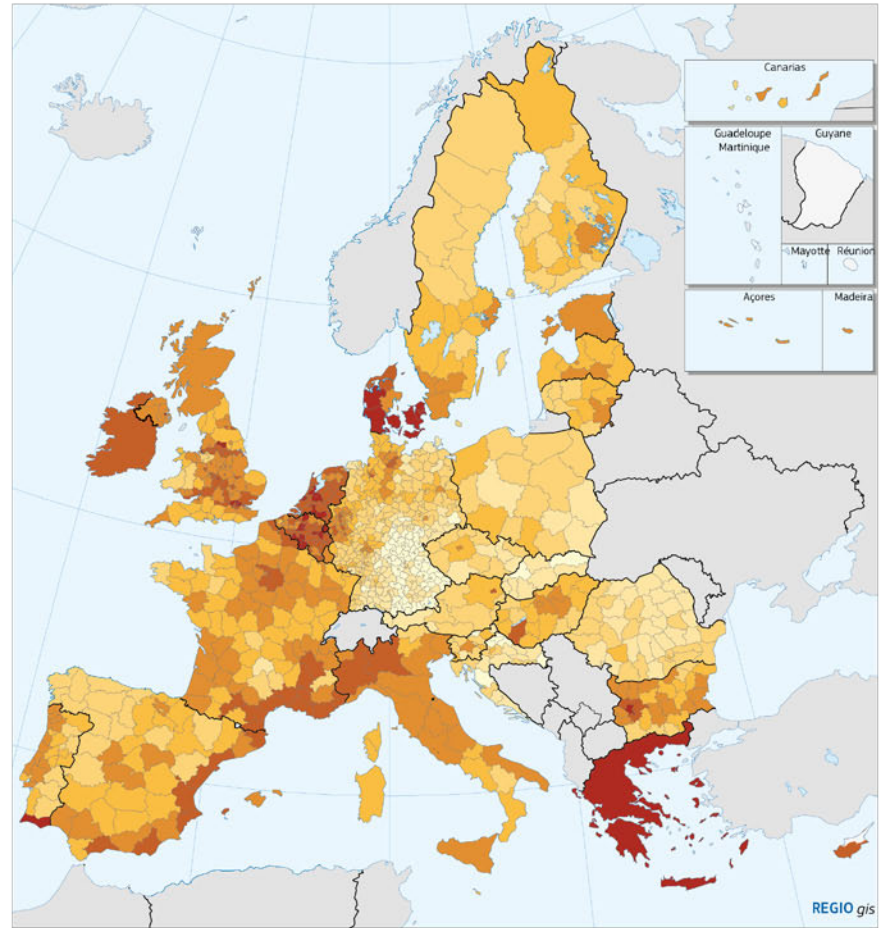 Canarias
Guadeloupe
Martinique
Guyane
Mayotte
Réunion
Açores
Madeira
REGIO gis